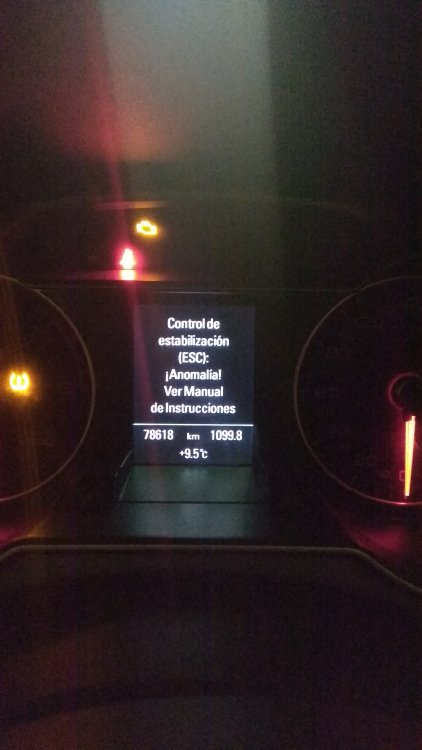 Control de
estabilización
(ESC):
¡Anomalía!
Ver Manual
de Instrucciones
78618 km 1099.8
+9.5°c